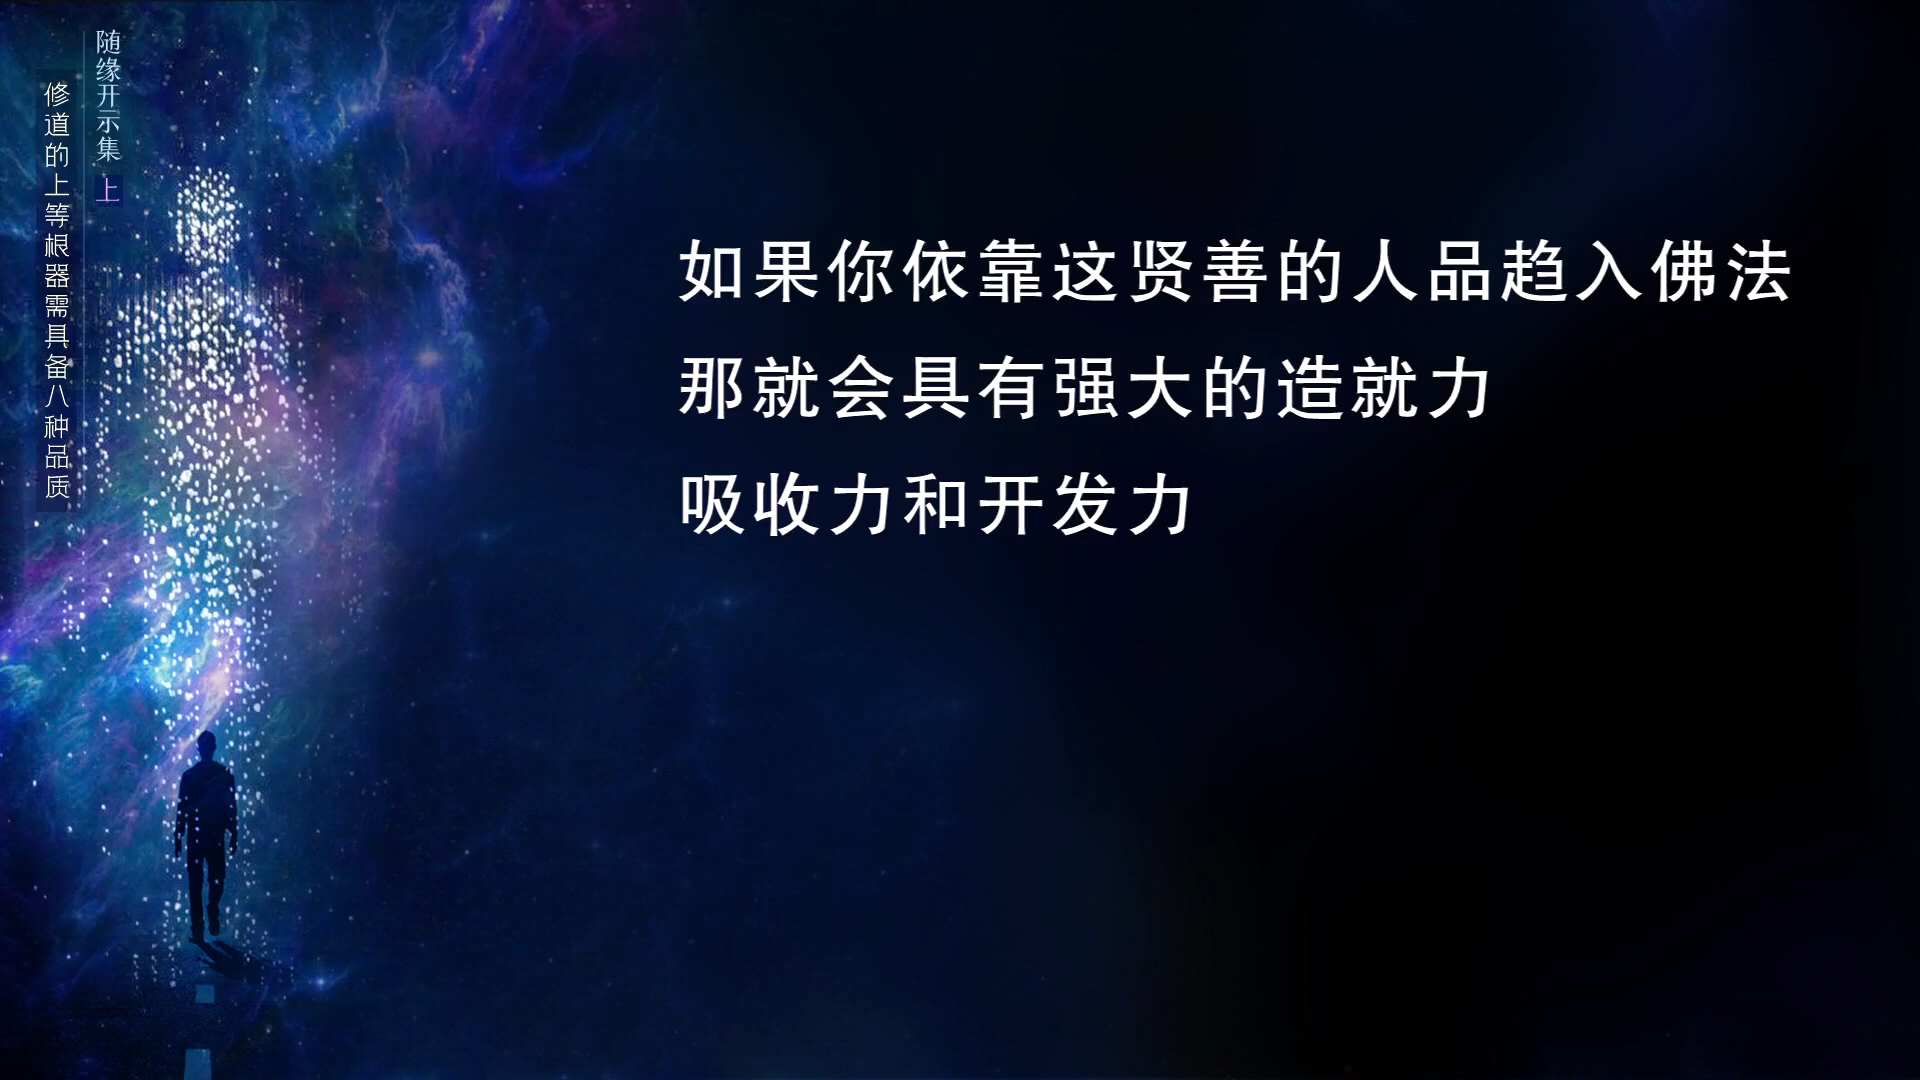 随缘开示集 上
修道的上等根器需具备八种品质
如果你依靠这贤善的人品趋入佛法
那就会具有强大的造就力
吸收力和开发力